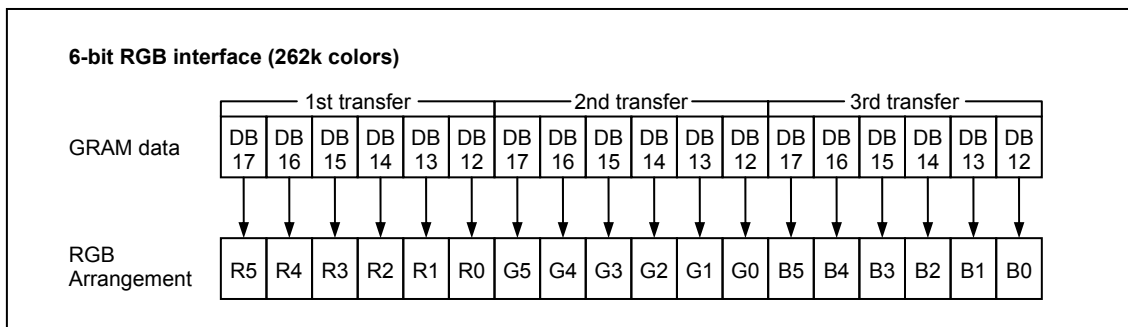 6-bit RGB interface (262k colors)
1st transfer 2nd transfer 3rd transfer
GRAM data
DB 17 DB 16 DB 15 DB 14 DB 13 DB 12 DB 17 DB 16 DB 15 DB 14 DB 13 DB 12 DB 17 DB 16 DB 15 DB 14 DB 13 DB 12
RGB
Arrangement
R5 R4 R3 R2 R1 R0 G5 G4 G3 G2 G1 G0 B5 B4 B3 B2 B1 B0